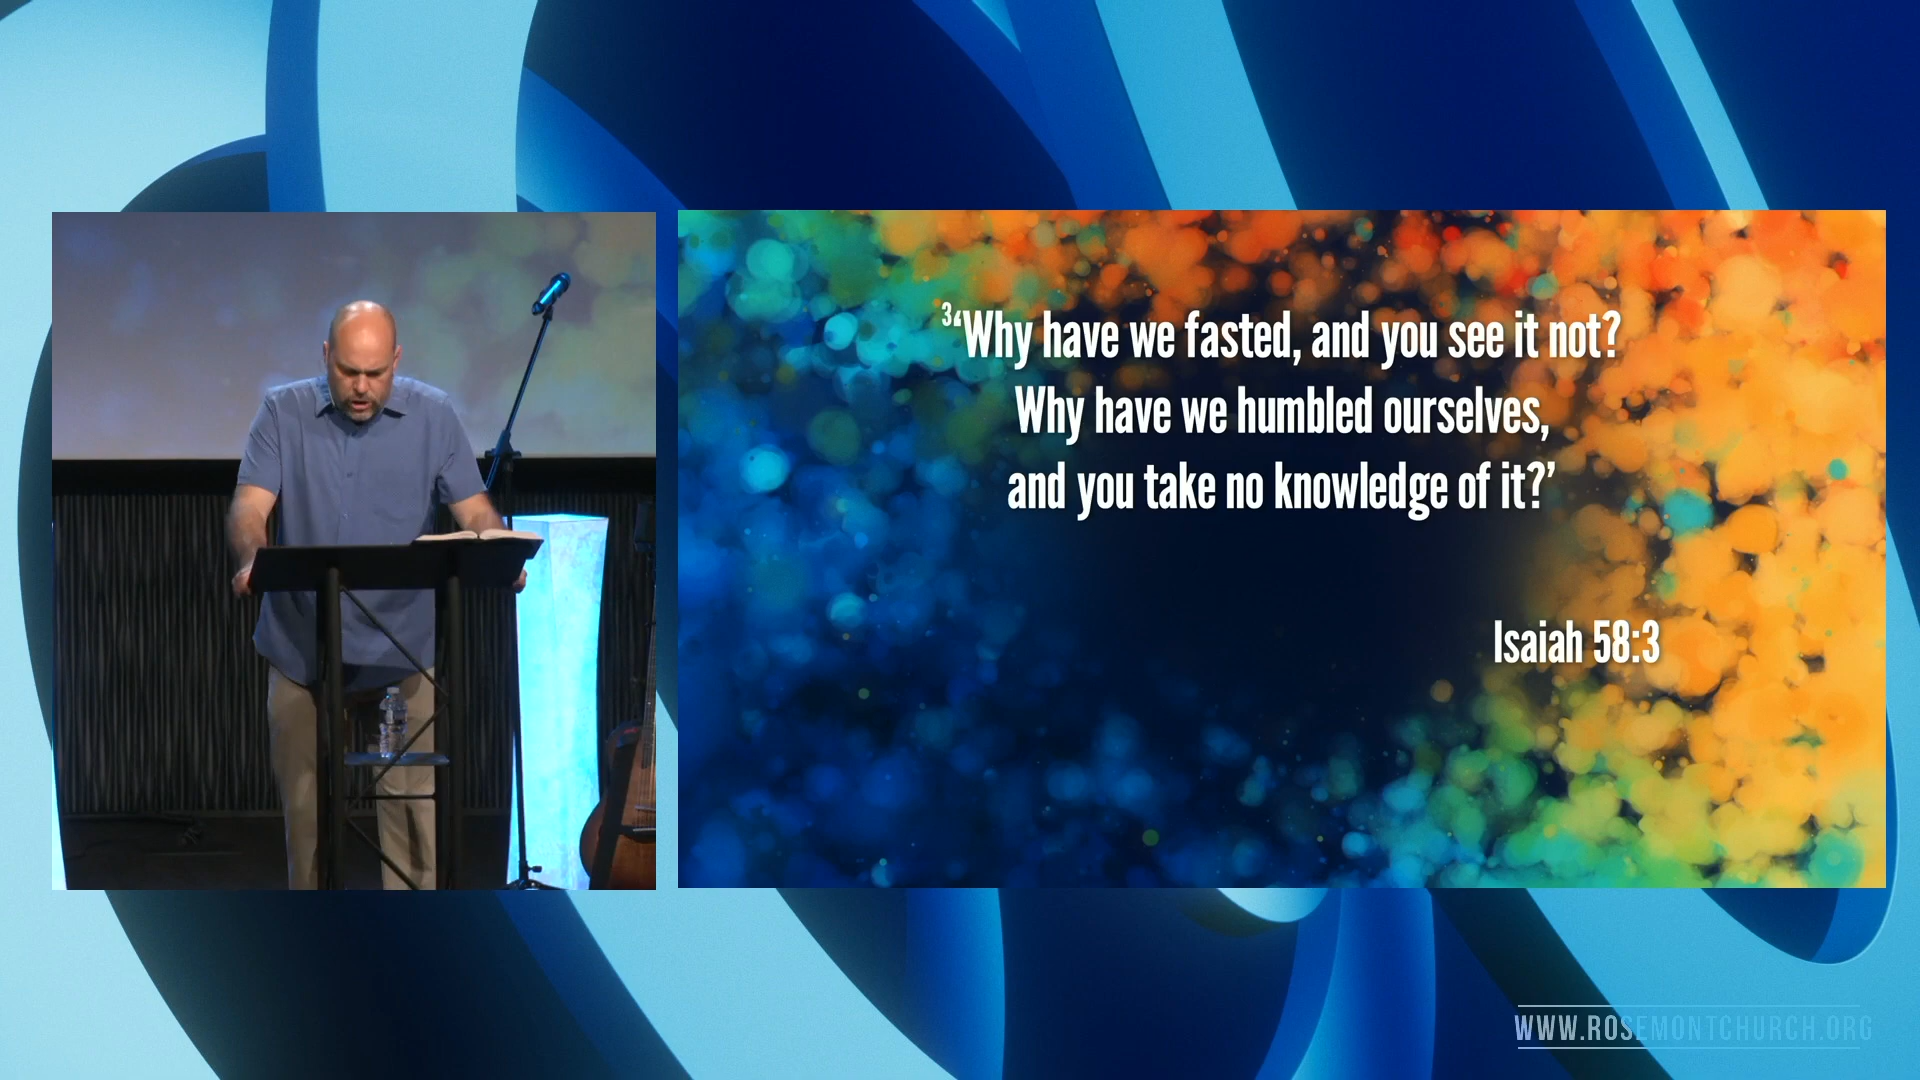 ³‘Why have we fasted, and you see it not?
Why have we humbled ourselves,
and you take no knowledge of it?’
Isaiah 58:3
WWW.ROSEMONTCHURCH.ORG